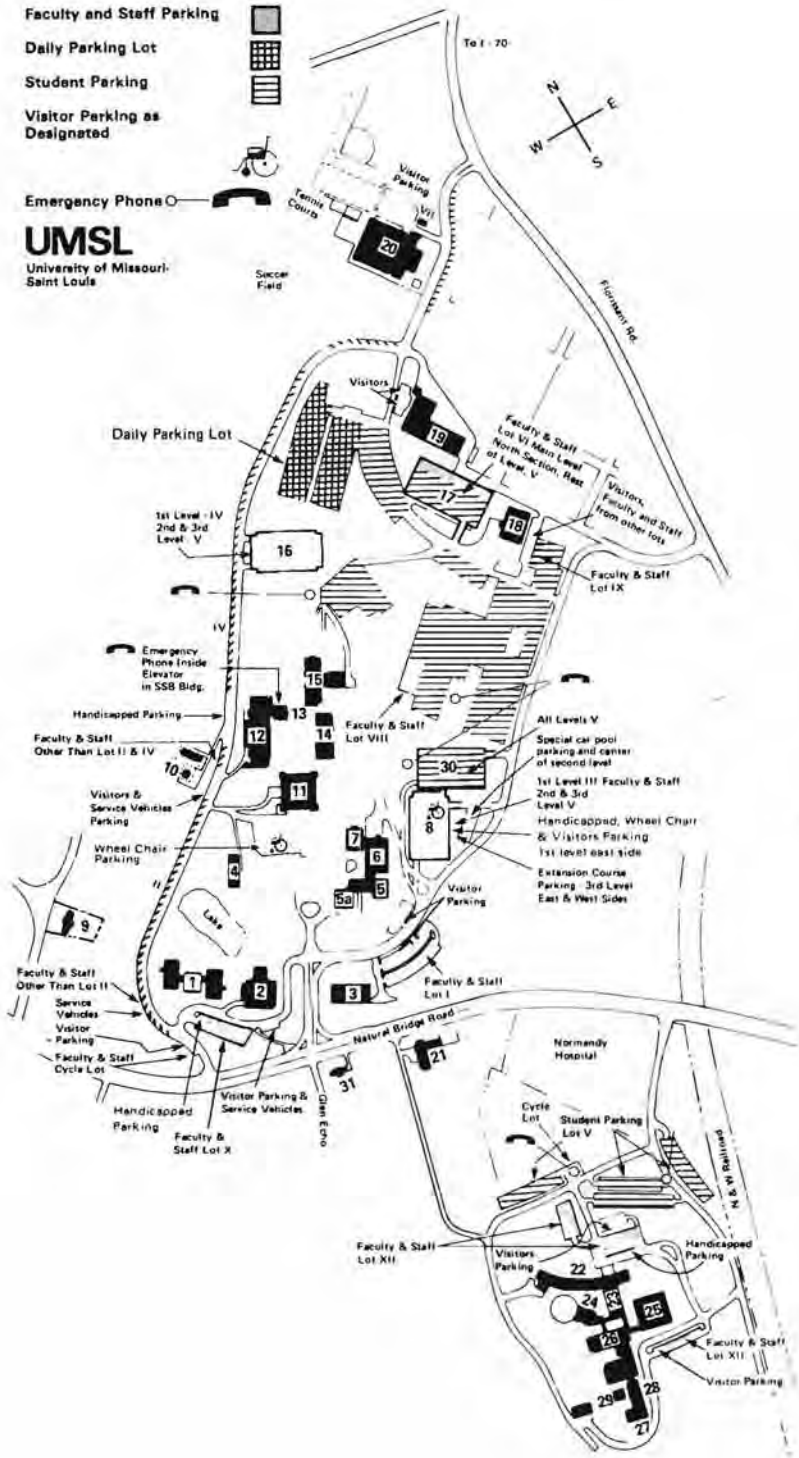 Faculty and Staff Parking
Daily Parking Lot
Student Parking
Visitor Parking as
Designated
Emergency Phone
UMSL
University of Missouri-
Saint Louis
To I - 70
N
E
W
S
Visitor
Parking
Tennis
Courts
VII
20
Soccer
Field
Florissant Rd.
Visitors
Daily Parking Lot
19
Faculty & Staff
Lot VI Main Level
North Section, Rest
of Level, V
17
18
Visitors,
Faculty and Staff
from other lots
1st Level - IV
2nd & 3rd
Level - V
16
Faculty & Staff
Lot IX
IV
Emergency
Phone Inside
Elevator
in SSB Bldg.
15
Handicapped Parking
13
12
14
Faculty & Staff
Lot VIII
Faculty & Staff
Other Than Lot II & IV
10
11
All Levels V
Special car pool
parking and center
of second level
30
1st Level III Faculty & Staff
2nd & 3rd
Level V
Visitors &
Service Vehicles
Parking
8
Handicapped, Wheel Chair
& Visitors Parking
1st level east side
Wheel Chair
Parking
7
6
4
5
5a
Extension Course
Parking - 3rd Level
East & West Sides
II
Visitor
Parking
Lake
9
Faculty & Staff
Other Than Lot II
1
2
3
Faculty & Staff
Lot I
Service
Vehicles
Visitor
Parking
Faculty & Staff
Cycle Lot
Natural Bridge Road
21
Normandy
Hospital
31
Handicapped
Parking
Visitor Parking &
Service Vehicles
Glen Echo
Faculty &
Staff Lot X
Cycle
Lot
Student Parking
Lot V
N & W Railroad
Faculty & Staff
Lot XII
Visitors
Parking
Handicapped
Parking
22
23
24
25
26
Faculty & Staff
Lot XII
Visitor Parking
28
29
27